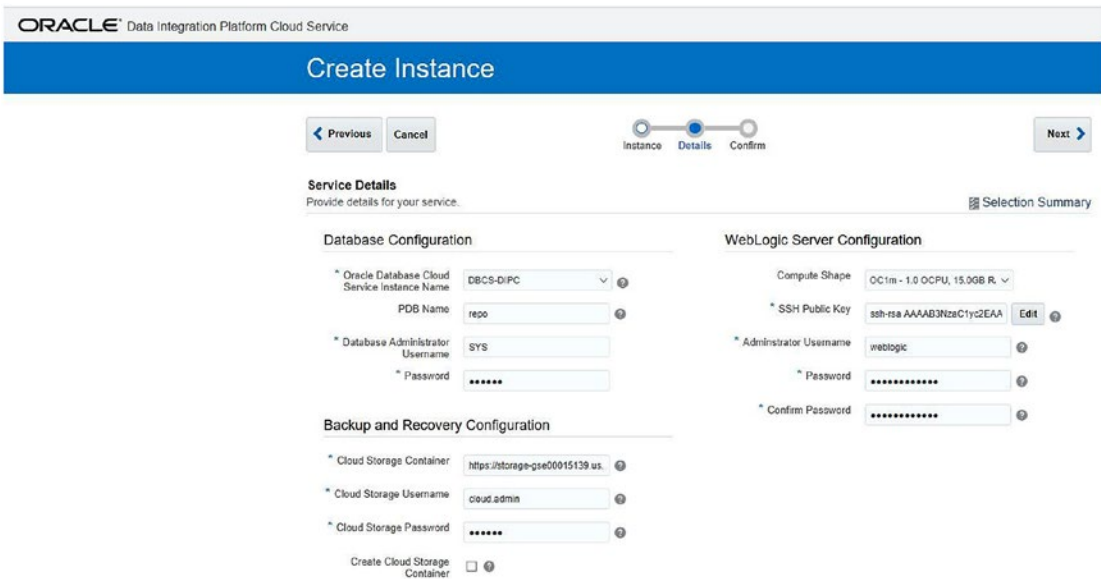 ORACLE® Data Integration Platform Cloud Service
Create Instance
Previous Cancel
Instance Details Confirm
Next
Service Details
Provide details for your service.
Selection Summary
Database Configuration
* Oracle Database Cloud
Service Instance Name
DBCS-DIPC
PDB Name
repo
* Database Administrator
Username
SYS
* Password
••••••
Backup and Recovery Configuration
* Cloud Storage Container
https://storage-gse00015139.us.
* Cloud Storage Username
cloud.admin
* Cloud Storage Password
••••••
Create Cloud Storage
Container
WebLogic Server Configuration
Compute Shape
OC1m - 1.0 OCPU, 15.0GB R
* SSH Public Key
ssh-rsa AAAAB3NzaC1yc2EAA
Edit
* Adminstrator Username
weblogic
* Password
••••••••••••
* Confirm Password
••••••••••••